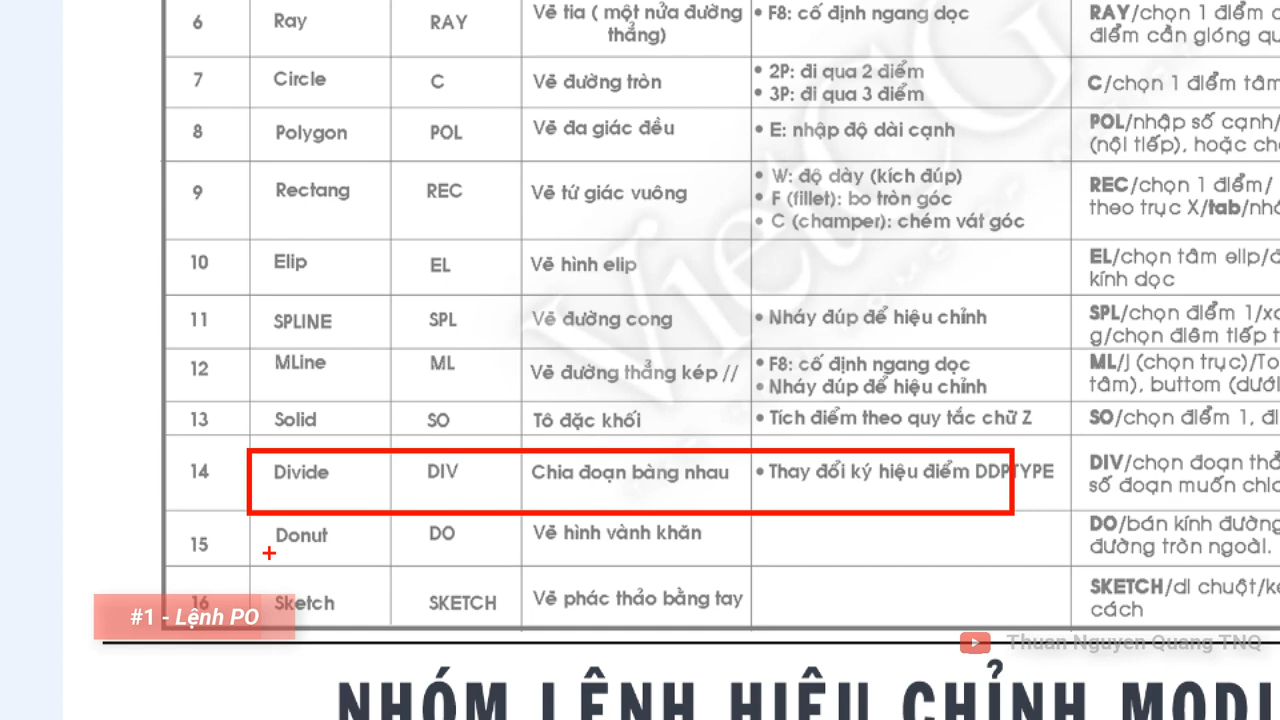 6 Ray RAY Vẽ tia ( một nửa đường • F8: cố định ngang dọc RAY/chọn 1 điểm
thẳng) điểm cần gióng
7 Circle C Vẽ đường tròn • 2P: đi qua 2 điểm C/chọn 1 điểm tâm
• 3P: đi qua 3 điểm
8 Polygon POL Vẽ đa giác đều • E: nhập độ dài cạnh POL/nhập số cạnh/
(nội tiếp), hoặc
9 Rectang REC Vẽ tứ giác vuông • W: độ dày (kích đúp) REC/chọn 1 điểm/
• F (fillet): bo tròn góc theo trục X/tab/
• C (champer): chém vát góc
10 Elip EL Vẽ hình elip EL/chọn tâm elip/
kính dọc
11 SPLINE SPL Vẽ đường cong • Nháy đúp để hiệu chỉnh SPL/chọn điểm 1/
g/chọn điêm tiếp
12 MLine ML Vẽ đường thẳng kép // • F8: cố định ngang dọc ML/J (chọn trục)/
• Nháy đúp để hiệu chỉnh tâm), buttom (dưới
13 Solid SO Tô đặc khối • Tích điểm theo quy tắc chữ Z SO/chọn điểm 1,
14 Divide DIV Chia đoạn bàng nhau • Thay đổi ký hiệu điểm DDPTYPE DIV/chọn đoạn
số đoạn muốn
15 Donut DO Vẽ hình vành khăn DO/bán kính đường
đường tròn ngoài.
16 Sketch SKETCH Vẽ phác thảo bằng tay SKETCH/di chuột/
cách
#1 - Lệnh PO
Thuan Nguyen Quang TNQ
NHÓM LỆNH HIỆU CHỈNH